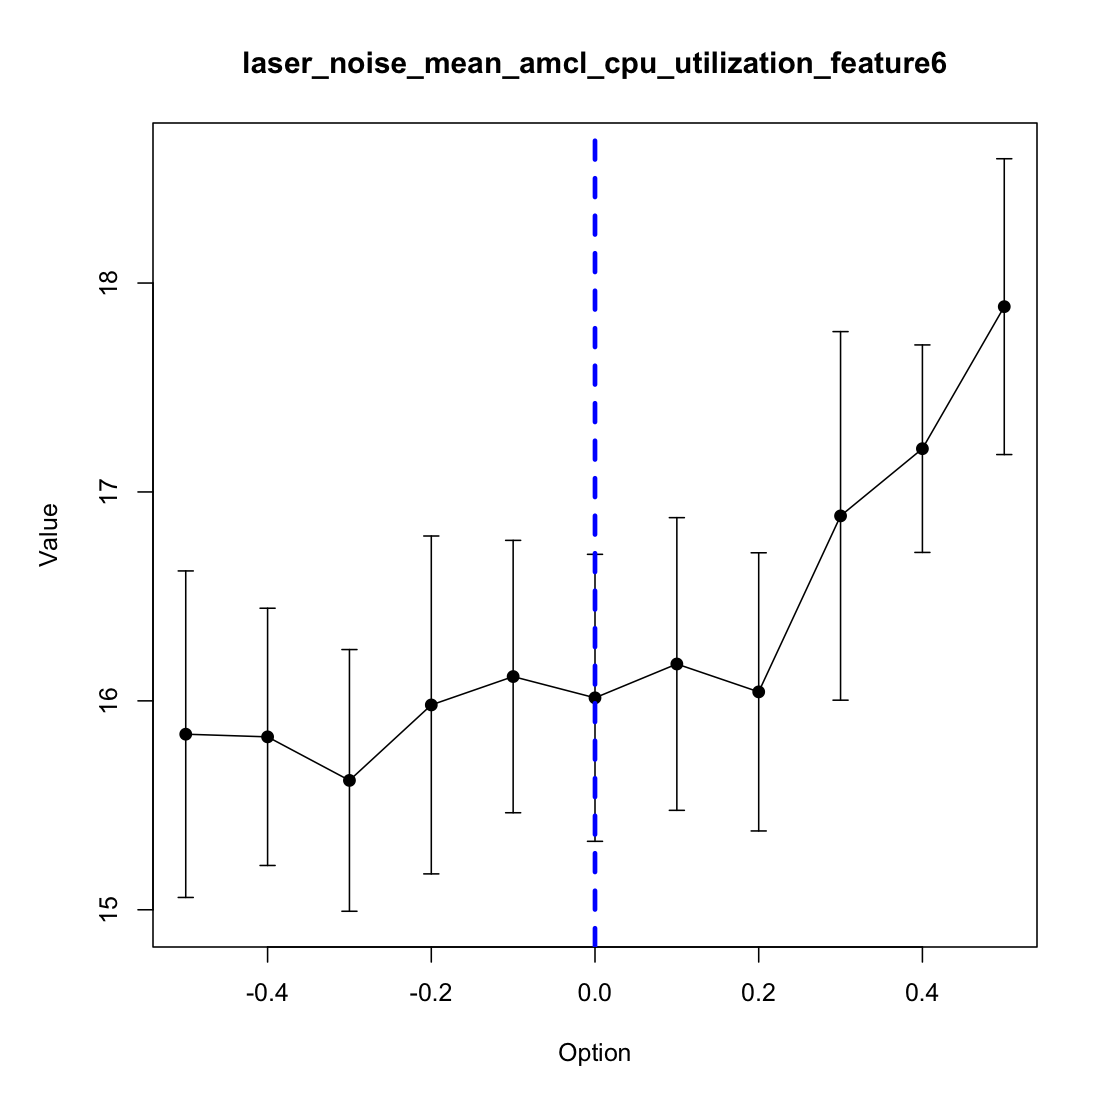 laser_noise_mean_amcl_cpu_utilization_feature6
18
17
16
15
Value
-0.4 -0.2 0.0 0.2 0.4
Option